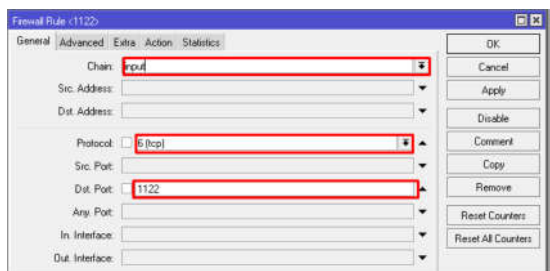 Firewall Rule <1122>
General Advanced Extra Action Statistics
Chain: input
Src. Address:
Dst. Address:
Protocol: 6 (tcp)
Src. Port:
Dst. Port: 1122
Any. Port:
In. Interface:
Out. Interface:
OK
Cancel
Apply
Disable
Comment
Copy
Remove
Reset Counters
Reset All Counters